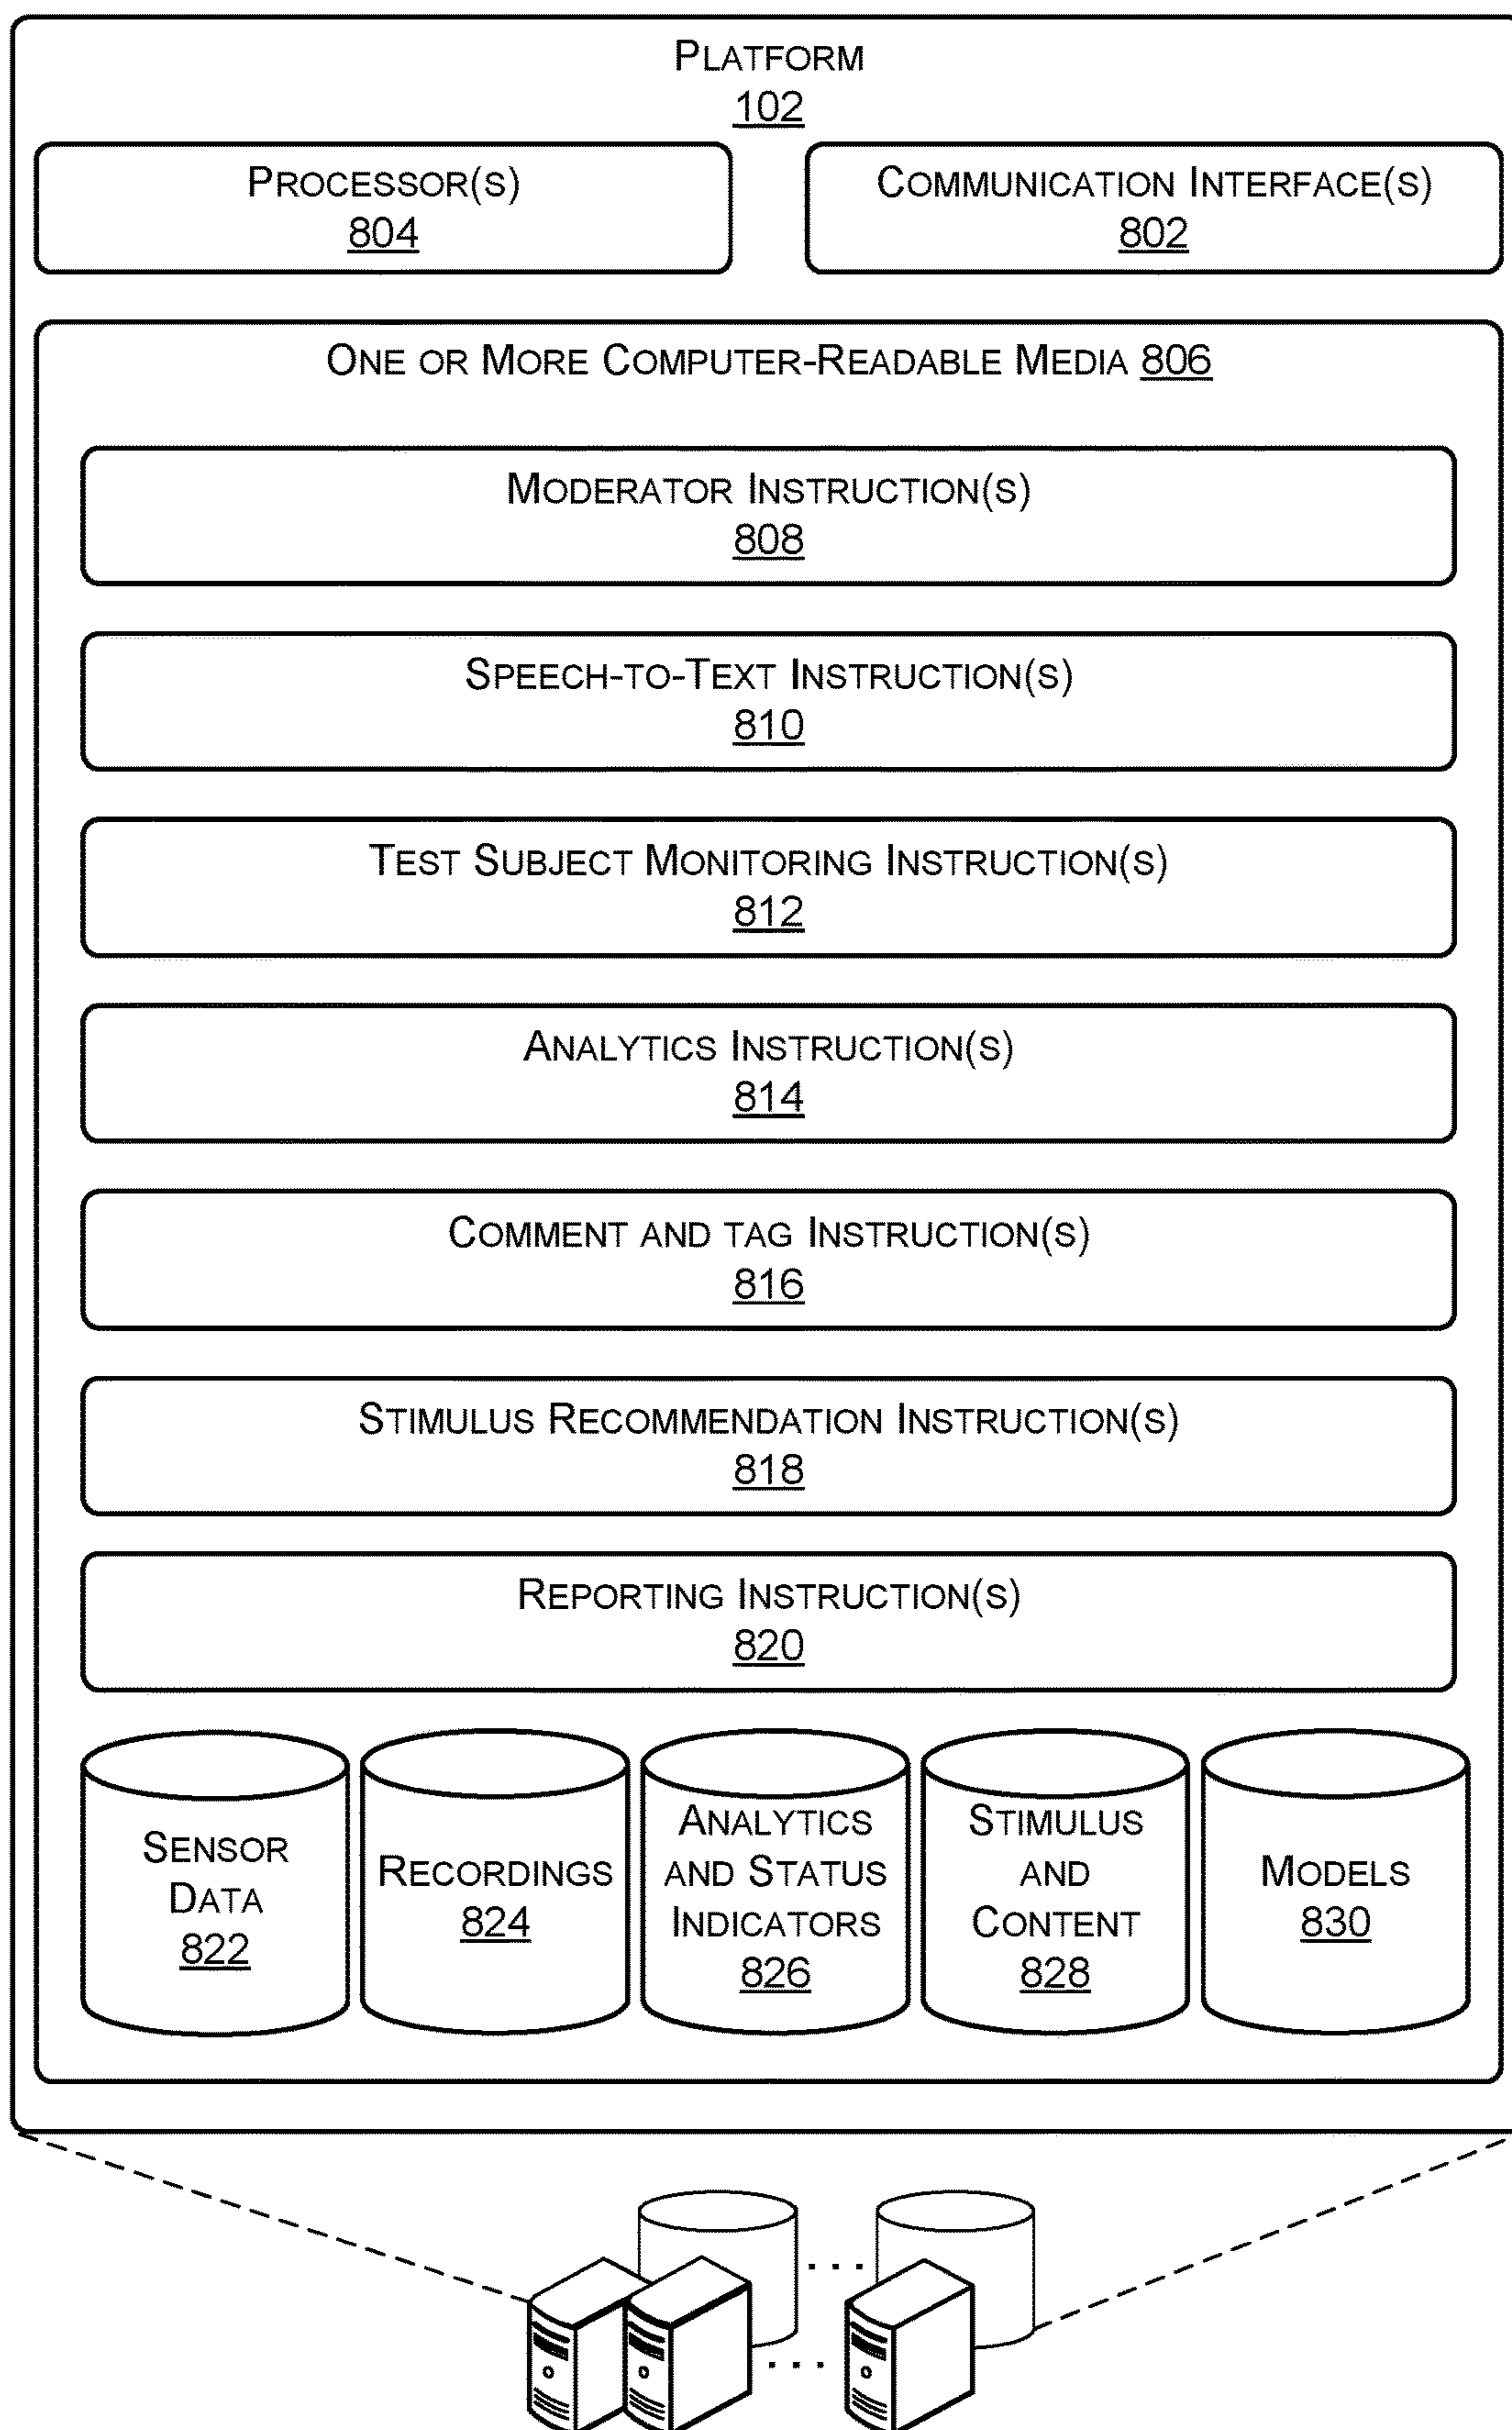 PLATFORM
102
PROCESSOR(S)
804
COMMUNICATION INTERFACE(S)
802
ONE OR MORE COMPUTER-READABLE MEDIA 806
MODERATOR INSTRUCTION(S)
808
SPEECH-TO-TEXT INSTRUCTION(S)
810
TEST SUBJECT MONITORING INSTRUCTION(S)
812
ANALYTICS INSTRUCTION(S)
814
COMMENT AND TAG INSTRUCTION(S)
816
STIMULUS RECOMMENDATION INSTRUCTION(S)
818
REPORTING INSTRUCTION(S)
820
SENSOR
DATA
822
RECORDINGS
824
ANALYTICS
AND STATUS
INDICATORS
826
STIMULUS
AND
CONTENT
828
MODELS
830